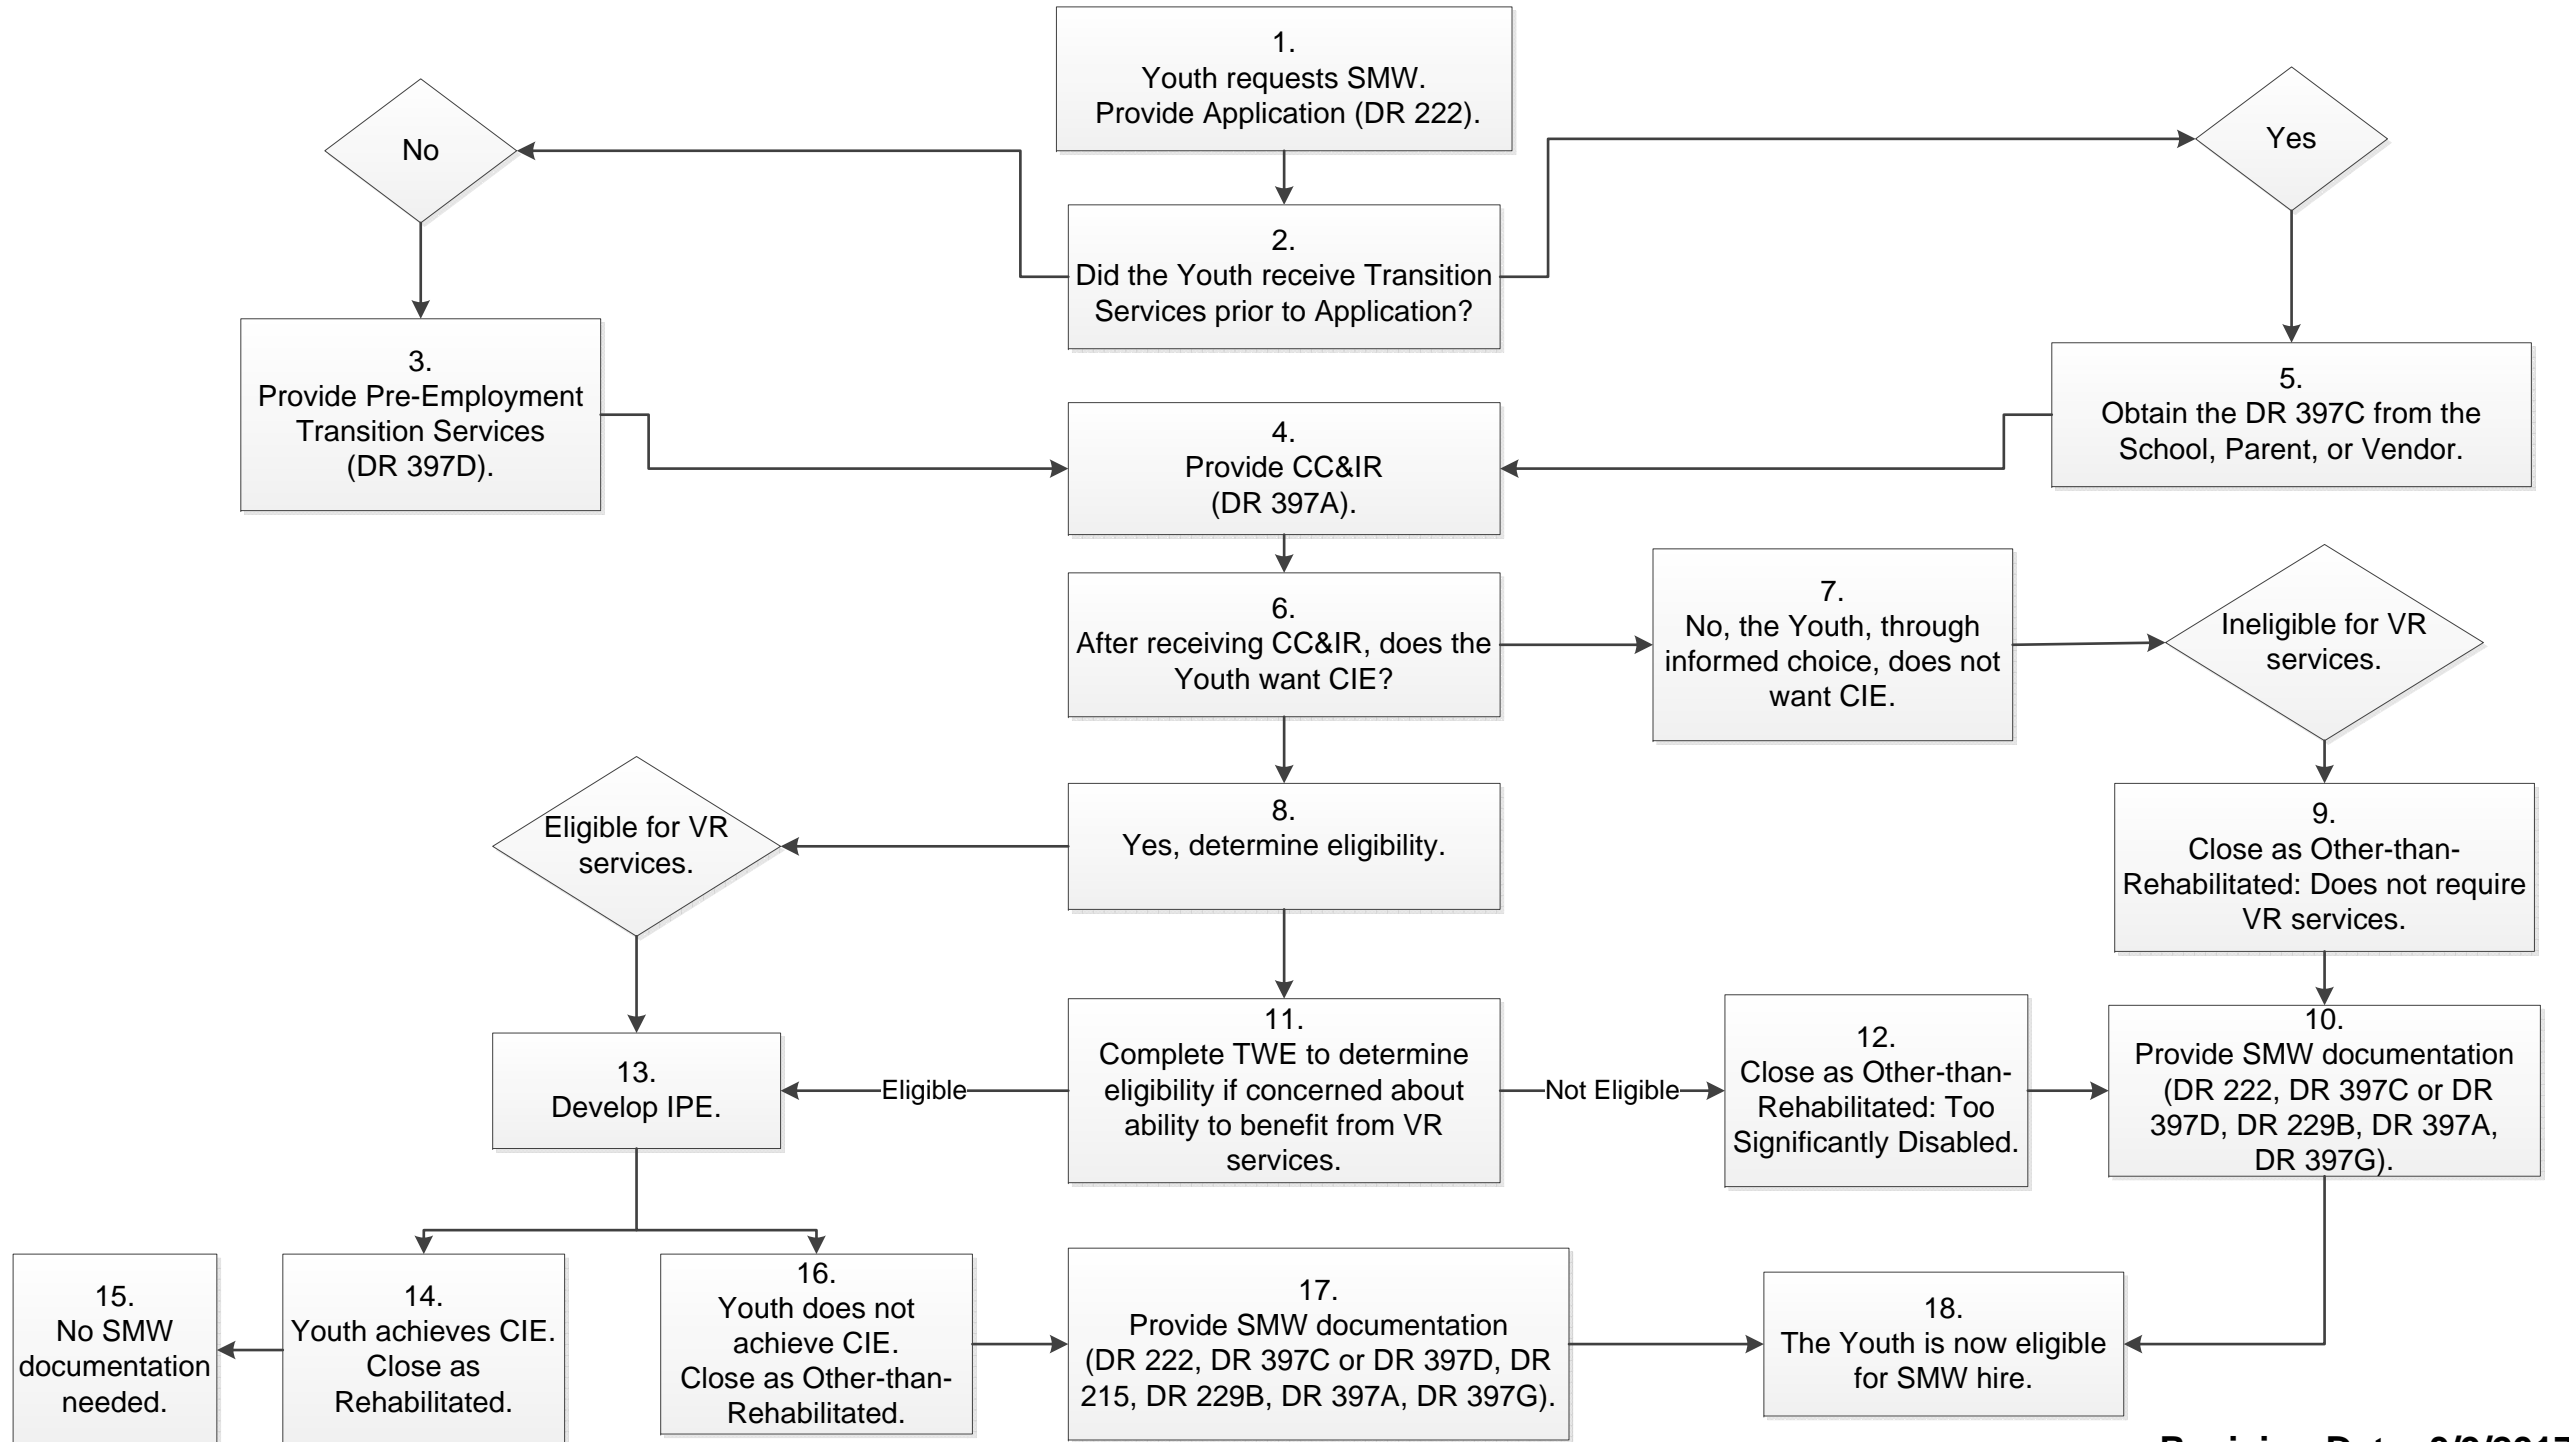 1.
Youth requests SMW.
Provide Application (DR 222).
No
Yes
2.
Did the Youth receive Transition
Services prior to Application?
3.
Provide Pre-Employment
Transition Services
(DR 397D).
4.
Provide CC&IR
(DR 397A).
5.
Obtain the DR 397C from the
School, Parent, or Vendor.
6.
After receiving CC&IR, does the
Youth want CIE?
7.
No, the Youth, through
informed choice, does not
want CIE.
Ineligible for VR
services.
Eligible for VR
services.
8.
Yes, determine eligibility.
9.
Close as Other-than-
Rehabilitated: Does not require
VR services.
10.
Provide SMW documentation
(DR 222, DR 397C or DR
397D, DR 229B, DR 397A,
DR 397G).
11.
Complete TWE to determine
eligibility if concerned about
ability to benefit from VR
services.
Eligible
Not Eligible
12.
Close as Other-than-
Rehabilitated: Too
Significantly Disabled.
13.
Develop IPE.
15.
No SMW
documentation
needed.
14.
Youth achieves CIE.
Close as
Rehabilitated.
16.
Youth does not
achieve CIE.
Close as Other-than-
Rehabilitated.
17.
Provide SMW documentation
(DR 222, DR 397C or DR 397D, DR
215, DR 229B, DR 397A, DR 397G).
18.
The Youth is now eligible
for SMW hire.